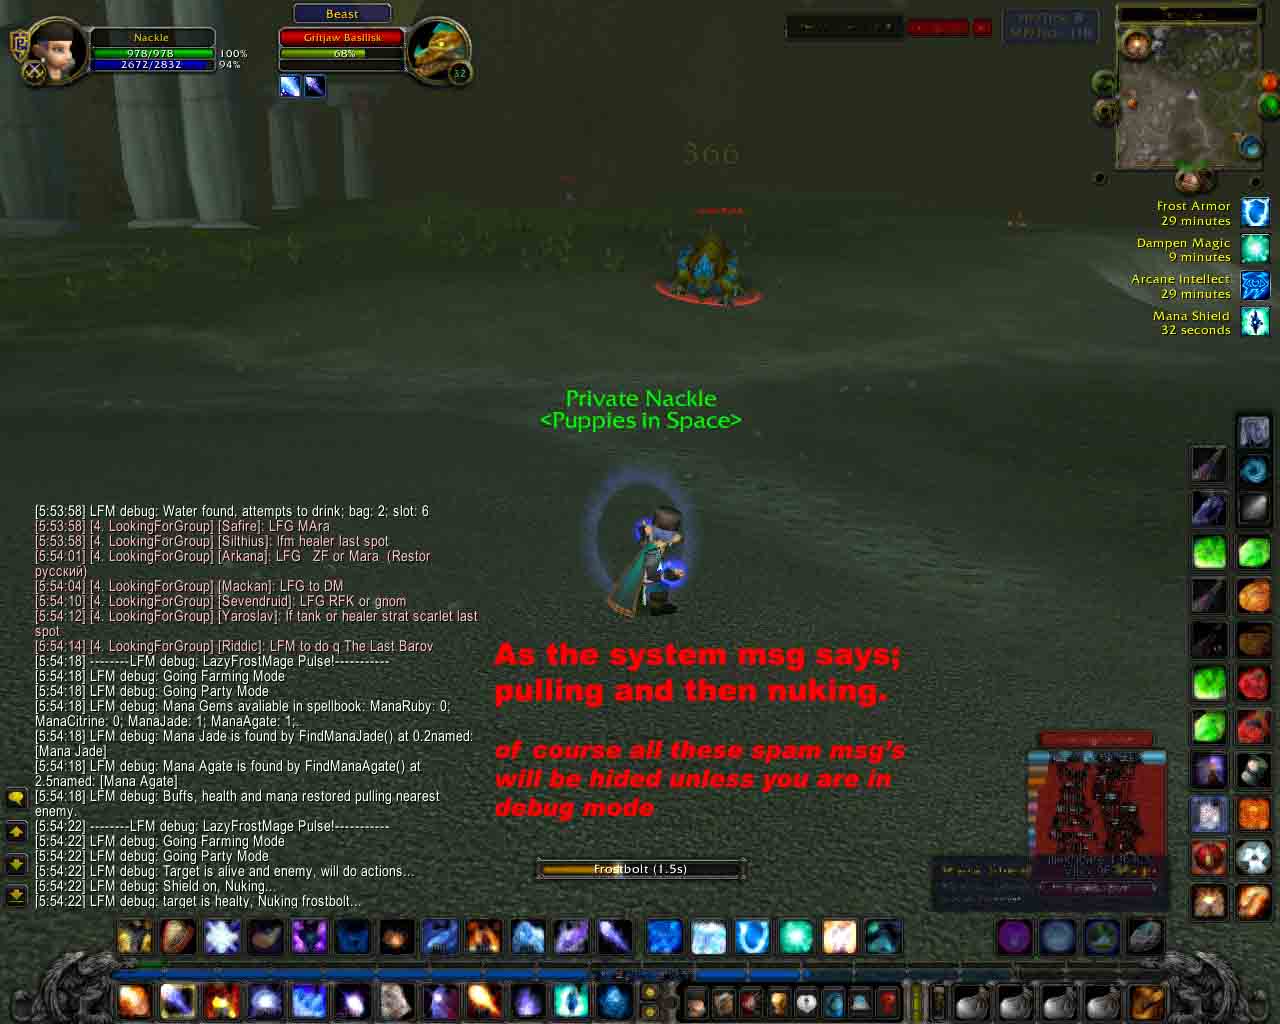 Beast
Nackle
978/978 100%
2672/2832 94%
Gritjaw Basilisk
68%
32
366
Frost Armor
29 minutes
Dampen Magic
9 minutes
Arcane Intellect
29 minutes
Mana Shield
32 seconds
Private Nackle
<Puppies in Space>
[5:53:58] LFM debug: Water found, attempts to drink; bag: 2; slot: 6
[5:53:58] [4. LookingForGroup] [Safire]: LFG MAra
[5:53:58] [4. LookingForGroup] [Silthius]: lfm healer last spot
[5:54:01] [4. LookingForGroup] [Arkana]: LFG ZF or Mara (Restor
русский)
[5:54:04] [4. LookingForGroup] [Mackan]: LFG to DM
[5:54:10] [4. LookingForGroup] [Sevendruid]: LFG RFK or gnom
[5:54:12] [4. LookingForGroup] [Yaroslav]: lf tank or healer strat scarlet last
spot
[5:54:14] [4. LookingForGroup] [Riddic]: LFM to do q The Last Barov
[5:54:18] --------LFM debug: LazyFrostMage Pulse!-----------
[5:54:18] LFM debug: Going Farming Mode
[5:54:18] LFM debug: Going Party Mode
[5:54:18] LFM debug: Mana Gems avaliable in spellbook: ManaRuby: 0;
ManaCitrine: 0; ManaJade: 1; ManaAgate: 1;.
[5:54:18] LFM debug: Mana Jade is found by FindManaJade() at 0.2named:
[Mana Jade]
[5:54:18] LFM debug: Mana Agate is found by FindManaAgate() at
2.5named: [Mana Agate]
[5:54:18] LFM debug: Buffs, health and mana restored pulling nearest
enemy.
[5:54:22] --------LFM debug: LazyFrostMage Pulse!-----------
[5:54:22] LFM debug: Going Farming Mode
[5:54:22] LFM debug: Going Party Mode
[5:54:22] LFM debug: Target is alive and enemy, will do actions...
[5:54:22] LFM debug: Shield on, Nuking...
[5:54:22] LFM debug: target is healty, Nuking frostbolt...
As the system msg says;
pulling and then nuking.
of course all these spam msg's
will be hided unless you are in
debug mode
Frostbolt (1.5s)